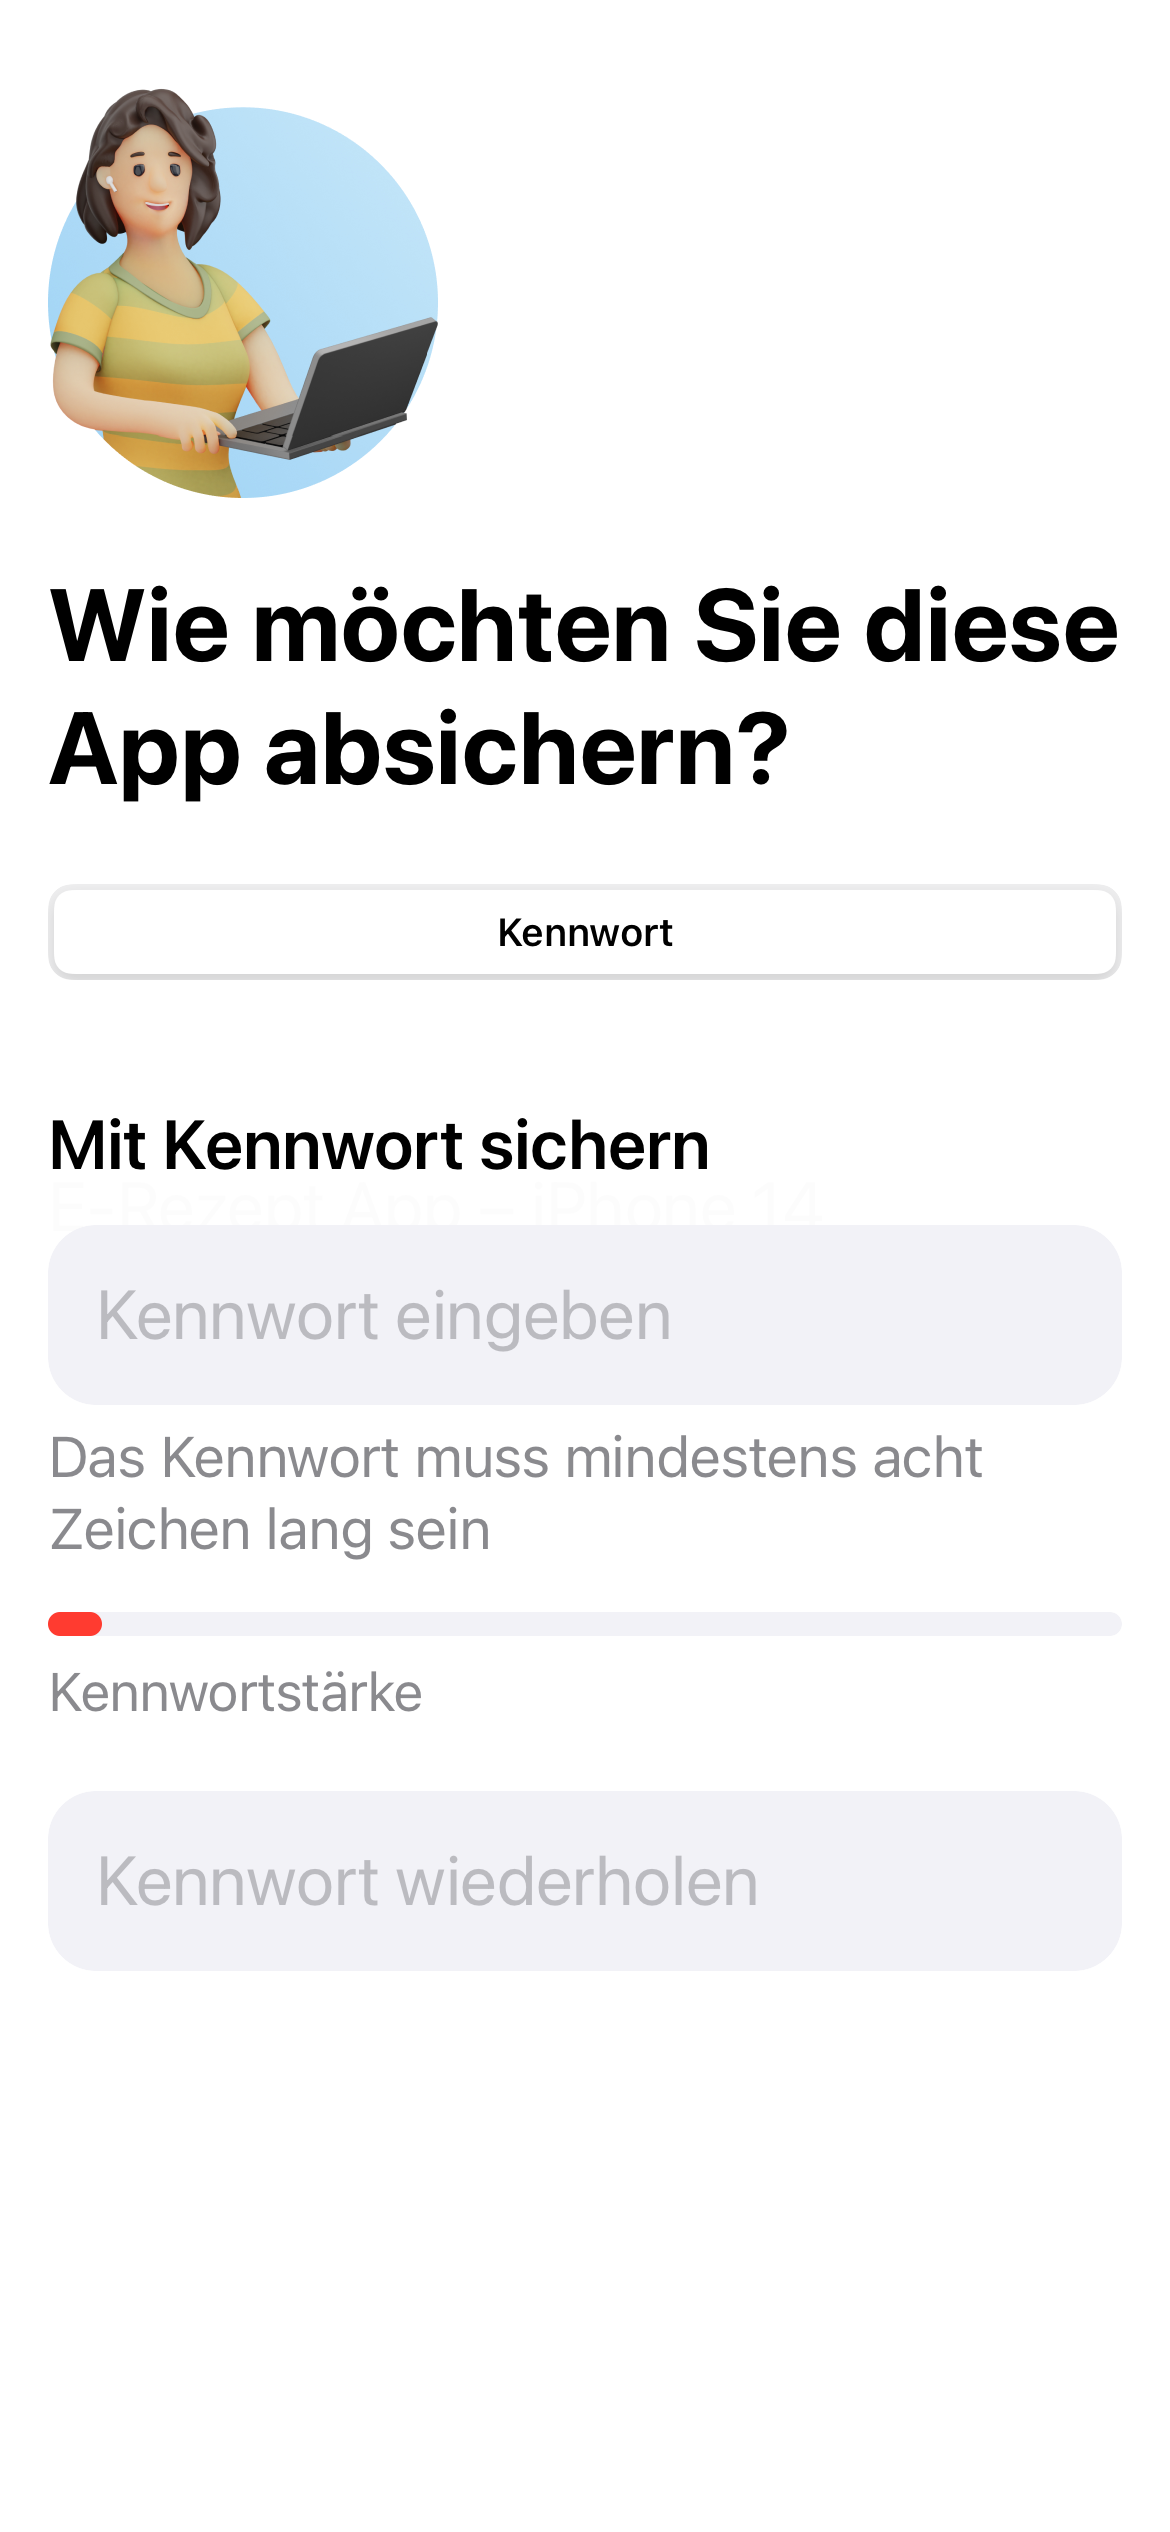 Wie möchten Sie diese
App absichern?
Kennwort
Mit Kennwort sichern
E-Rezept App – iPhone 14
Kennwort eingeben
Das Kennwort muss mindestens acht
Zeichen lang sein
Kennwortstärke
Kennwort wiederholen